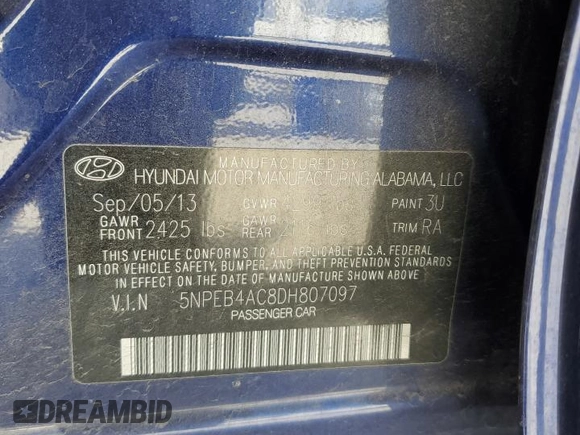 MANUFACTURED BY
HYUNDAI MOTOR MANUFACTURING ALABAMA, LLC
Sep/05/13 GVWR PAINT 3U
GAWR FRONT 2425 lbs GAWR REAR TRIM RA
THIS VEHICLE CONFORMS TO ALL APPLICABLE U.S.A. FEDERAL
MOTOR VEHICLE SAFETY, BUMPER, AND THEFT PREVENTION STANDARDS
IN EFFECT ON THE DATE OF MANUFACTURE SHOWN ABOVE.
V.I.N 5NPEB4AC8DH807097
PASSENGER CAR
DREAMBID